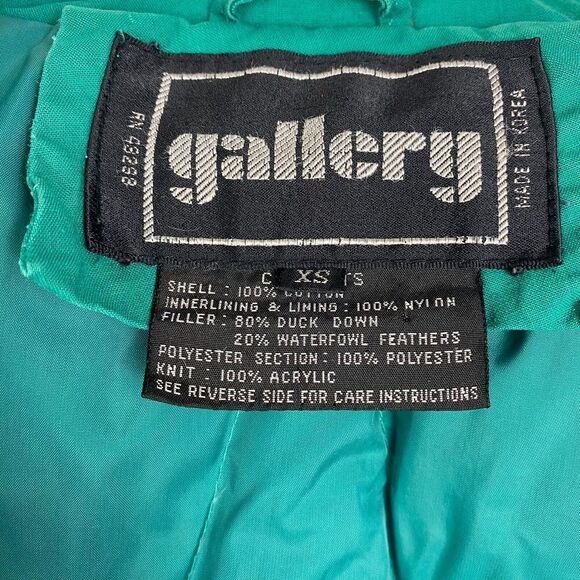 RN 49298
gallery
MADE IN KOREA
XS
SHELL : 100% COTTON
INNERLINING & LINING : 100% NYLON
FILLER : 80% DUCK DOWN
20% WATERFOWL FEATHERS
POLYESTER SECTION : 100% POLYESTER
KNIT : 100% ACRYLIC
SEE REVERSE SIDE FOR CARE INSTRUCTIONS